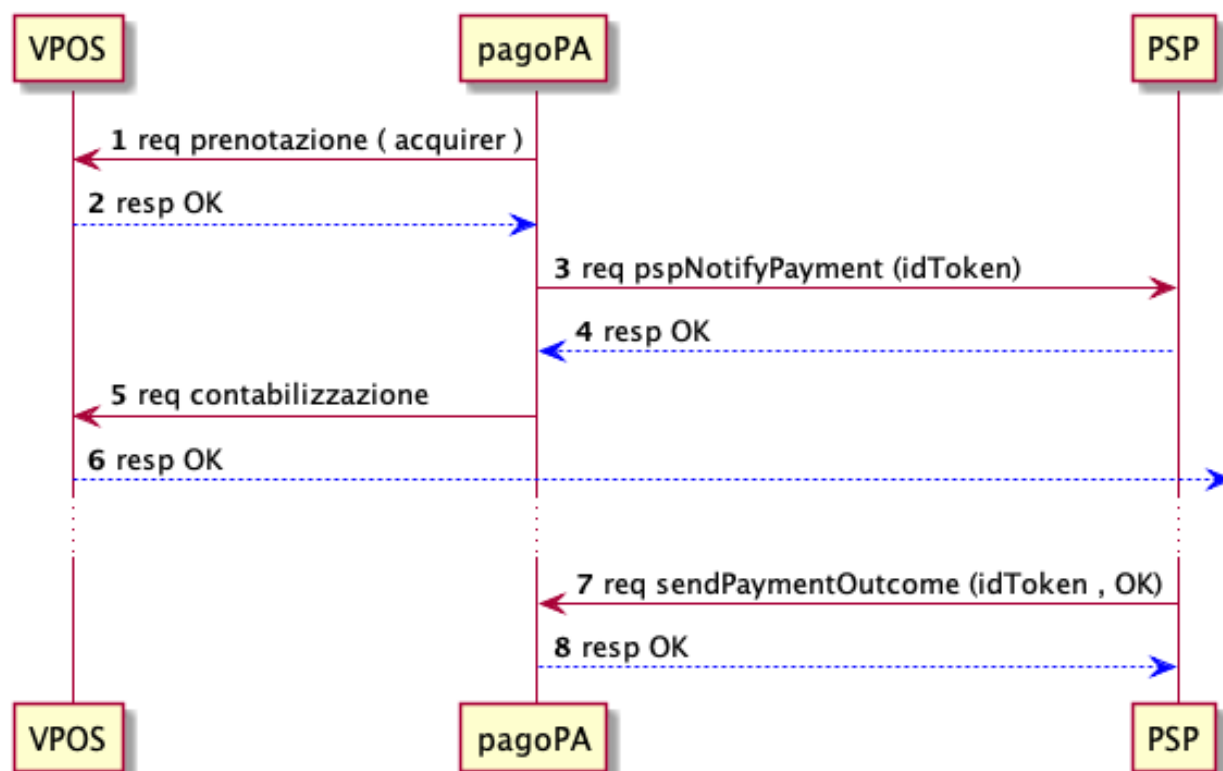 VPOS
pagoPA
PSP
1 req prenotazione ( acquirer )
2 resp OK
3 req pspNotifyPayment (idToken)
4 resp OK
5 req contabilizzazione
6 resp OK
7 req sendPaymentOutcome (idToken , OK)
8 resp OK
VPOS
pagoPA
PSP